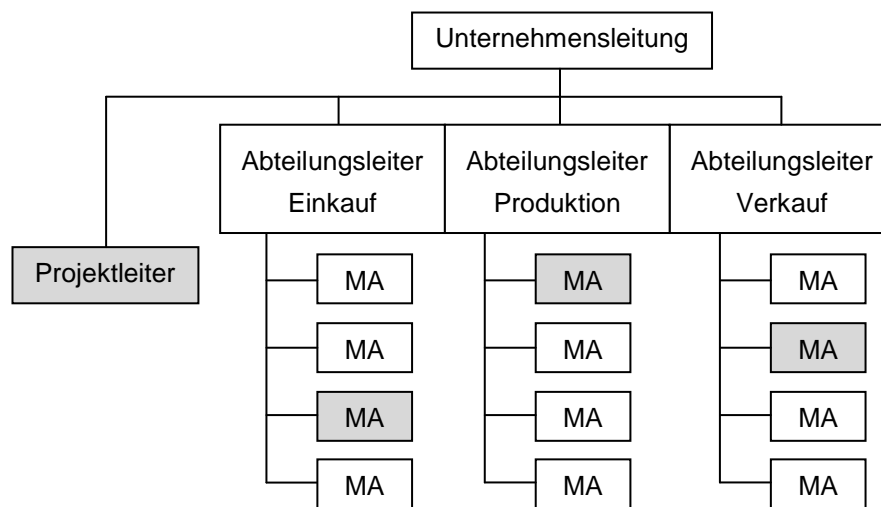 Unternehmensleitung
Abteilungsleiter
Einkauf
Abteilungsleiter
Produktion
Abteilungsleiter
Verkauf
Projektleiter
MA
MA
MA
MA
MA
MA
MA
MA
MA
MA
MA
MA